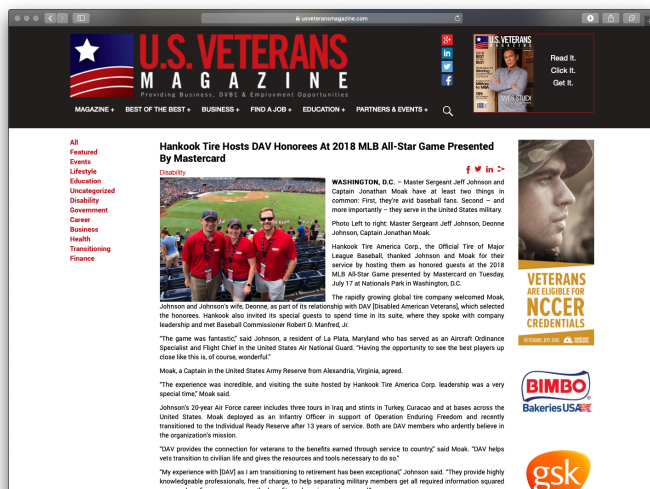 usveteransmagazine.com
U.S. VETERANS
MAGAZINE
Providing Business, DVBE & Employment Opportunities
U.S. VETERANS
MAGAZINE
WES STUDI
Read It.
Click It.
Get It.
MAGAZINE + BEST OF THE BEST + BUSINESS + FIND A JOB + EDUCATION + PARTNERS & EVENTS +
All
Featured
Events
Lifestyle
Education
Uncategorized
Disability
Government
Career
Business
Health
Transitioning
Finance
Hankook Tire Hosts DAV Honorees At 2018 MLB All-Star Game Presented
By Mastercard
Disability
WASHINGTON, D.C. – Master Sergeant Jeff Johnson and
Captain Jonathan Moak have at least two things in
common: First, they're avid baseball fans. Second – and
more importantly – they serve in the United States military.
Photo Left to right: Master Sergeant Jeff Johnson, Deonne
Johnson, Captain Jonathan Moak.
Hankook Tire America Corp., the Official Tire of Major
League Baseball, thanked Johnson and Moak for their
service by hosting them as honored guests at the 2018
MLB All-Star Game presented by Mastercard on Tuesday,
July 17 at Nationals Park in Washington, D.C.
The rapidly growing global tire company welcomed Moak,
Johnson and Johnson's wife, Deonne, as part of its relationship with DAV [Disabled American Veterans], which selected
the honorees. Hankook also invited its special guests to spend time in its suite, where they spoke with company
leadership and met Baseball Commissioner Robert D. Manfred, Jr.
"The game was fantastic," said Johnson, a resident of La Plata, Maryland who has served as an Aircraft Ordinance
Specialist and Flight Chief in the United States Air National Guard. "Having the opportunity to see the best players up
close like this is, of course, wonderful."
Moak, a Captain in the United States Army Reserve from Alexandria, Virginia, agreed.
"The experience was incredible, and visiting the suite hosted by Hankook Tire America Corp. leadership was a very
special time," Moak said.
Johnson's 20-year Air Force career includes three tours in Iraq and stints in Turkey, Curacao and at bases across the
United States. Moak deployed as an Infantry Officer in support of Operation Enduring Freedom and recently
transitioned to the Individual Ready Reserve after 13 years of service. Both are DAV members who ardently believe in
the organization's mission.
"DAV provides the connection for veterans to the benefits earned through service to country," said Moak. "DAV helps
vets transition to civilian life and gives the resources and tools necessary to do so."
"My experience with [DAV] as I am transitioning to retirement has been exceptional," Johnson said. "They provide highly
knowledgeable professionals, free of charge, to help separating military members get all required information squared
VETERANS
ARE ELIGIBLE FOR
NCCER
CREDENTIALS
BIMBO
Bakeries USA
gsk